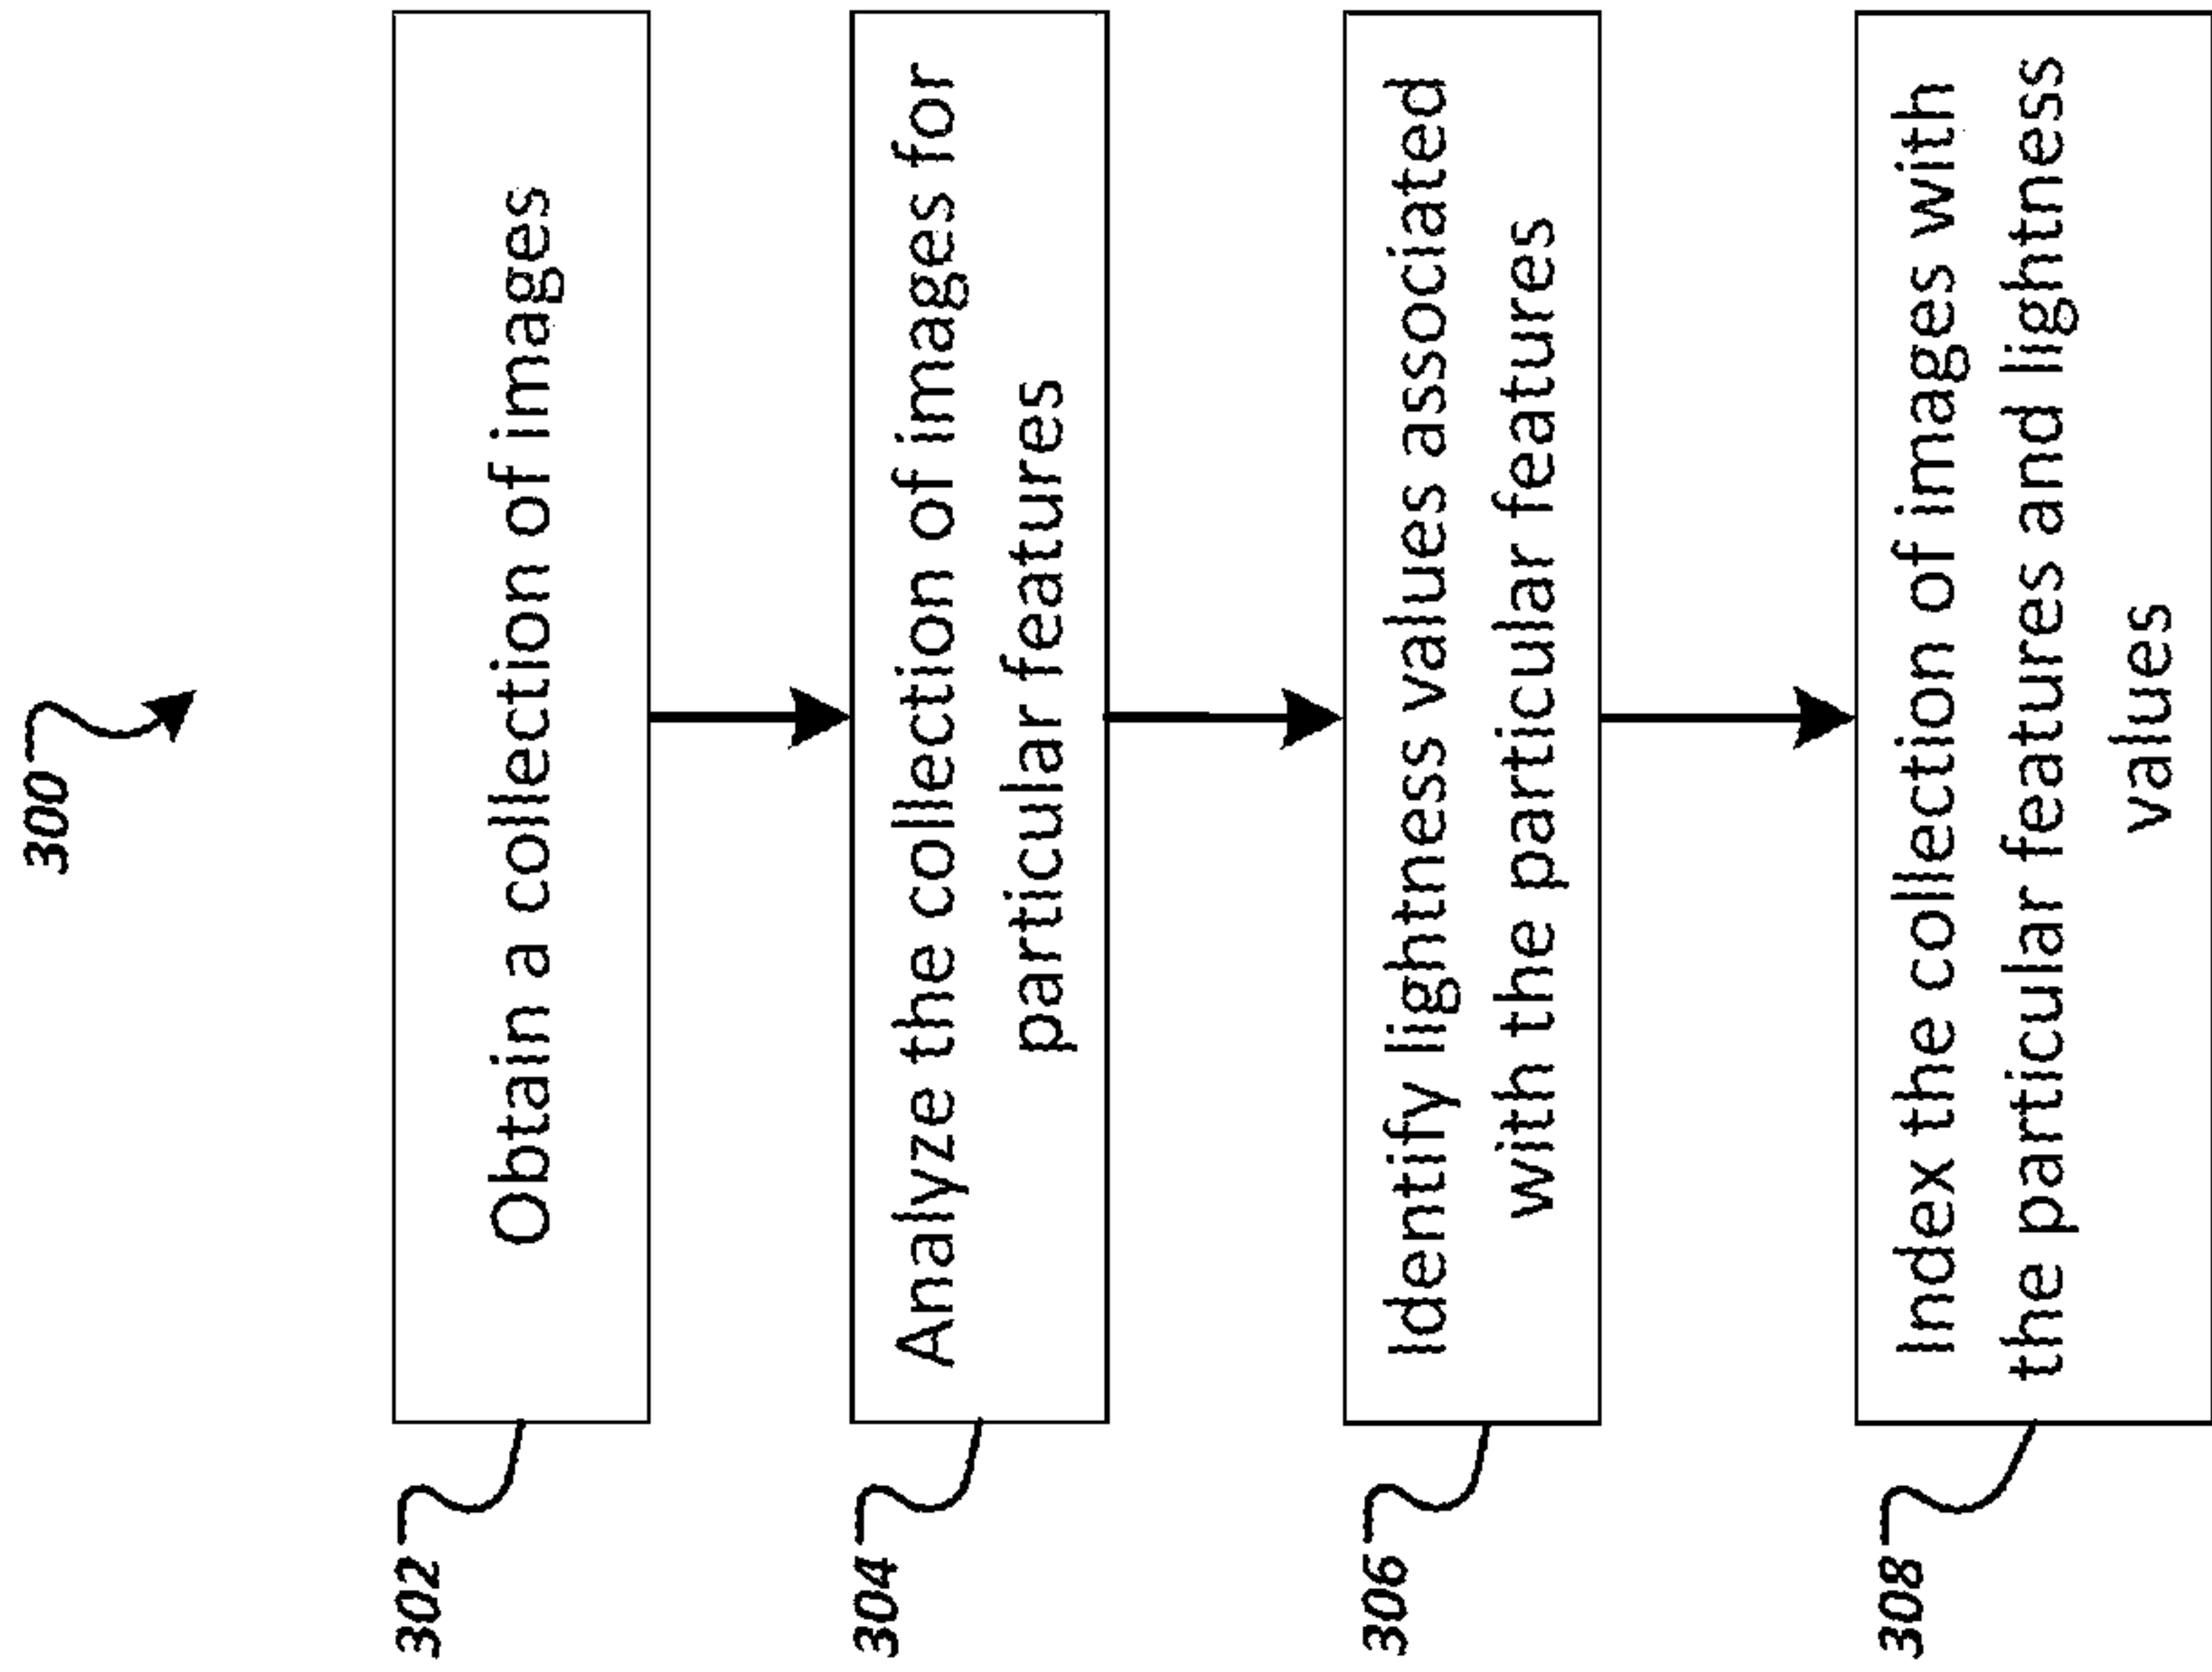 300
302
Obtain a collection of images
304
Analyze the collection of images for
particular features
306
Identify lightness values associated
with the particular features
308
Index the collection of images with
the particular features and lightness
values